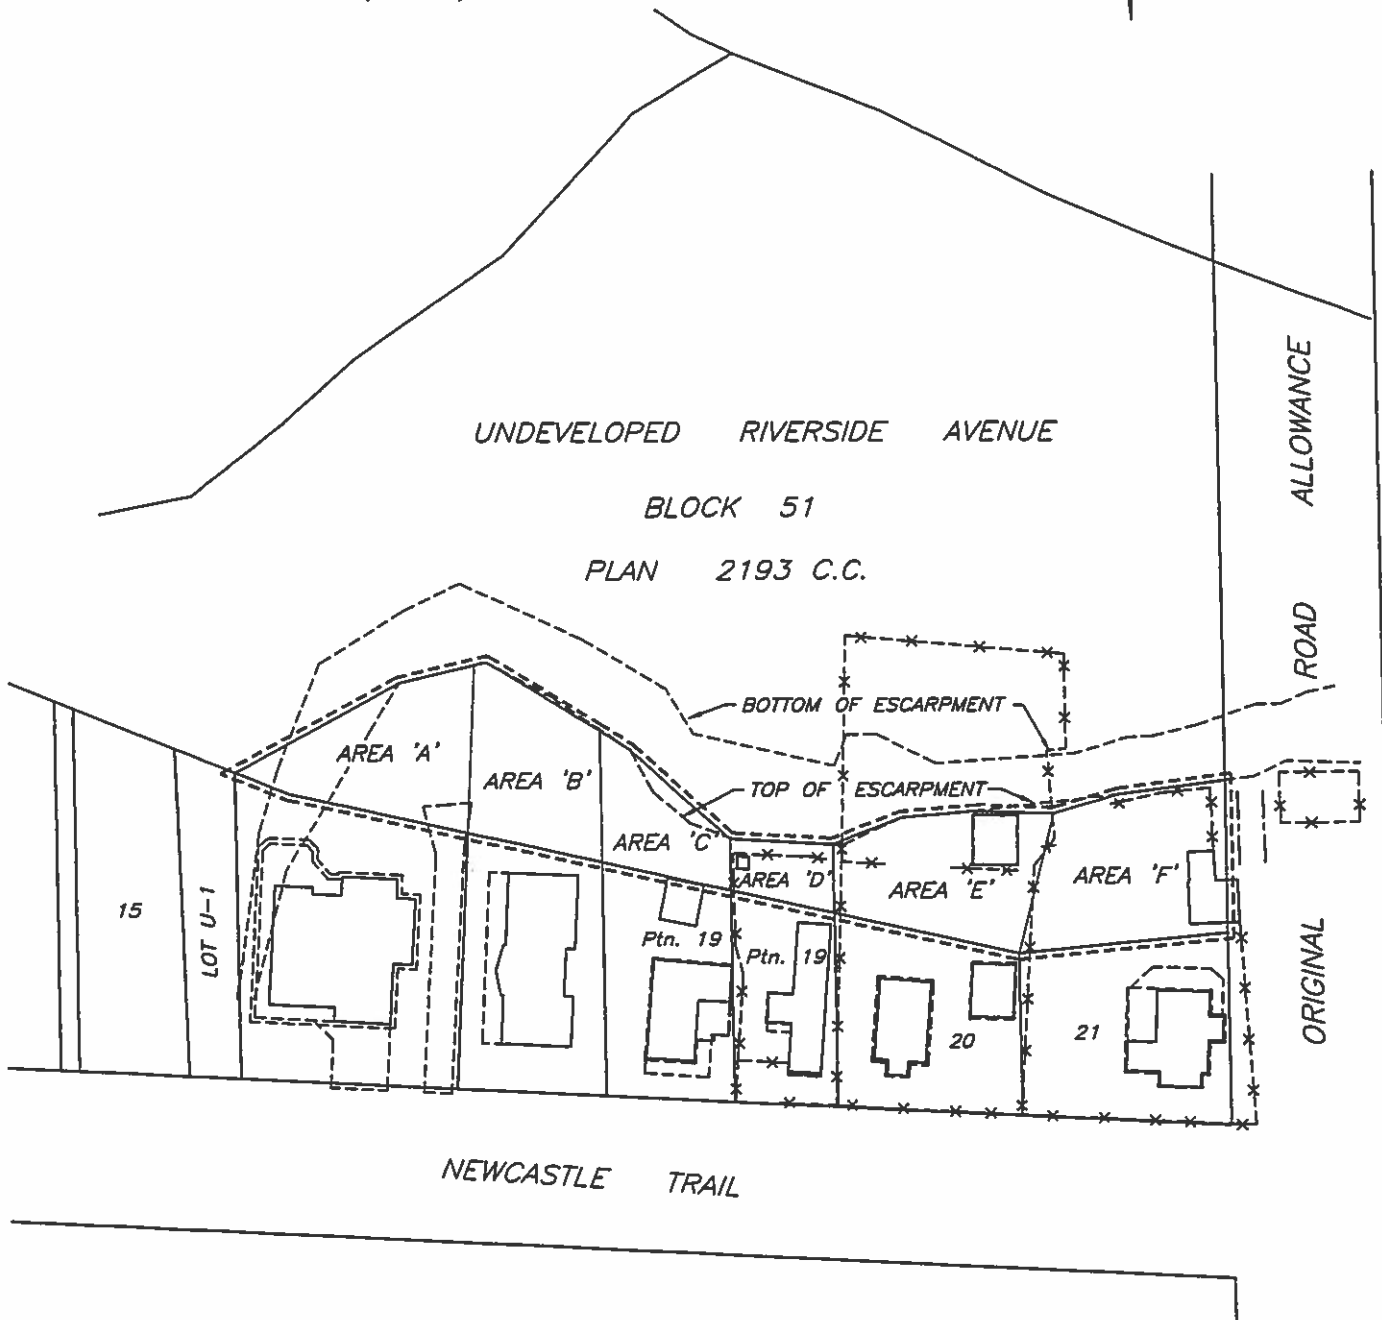 UNDEVELOPED RIVERSIDE AVENUE
BLOCK 51
PLAN 2193 C.C.
ORIGINAL ROAD ALLOWANCE
BOTTOM OF ESCARPMENT
TOP OF ESCARPMENT
AREA 'A'
AREA 'B'
AREA 'C'
AREA 'D'
AREA 'E'
AREA 'F'
15
LOT U-1
Ptn. 19
Ptn. 19
20
21
NEWCASTLE TRAIL